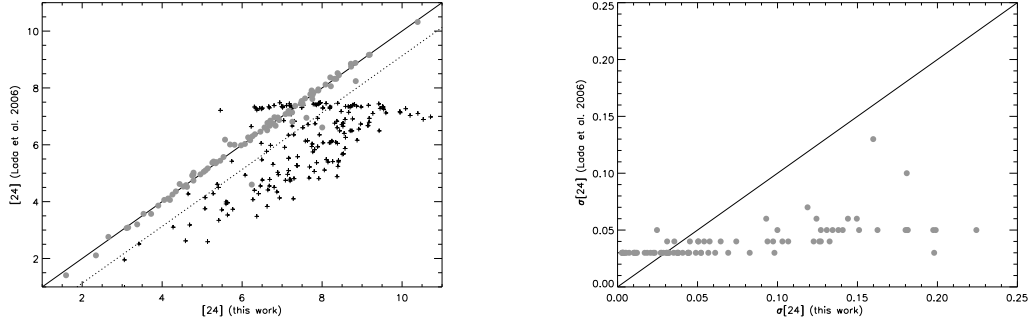 10
8
6
4
2
2 4 6 8 10
[24] (this work)
[24] (Lada et al. 2006)
0.25
0.20
0.15
0.10
0.05
0.00
0.00 0.05 0.10 0.15 0.20 0.25
σ[24] (this work)
σ[24] (Lada et al. 2006)